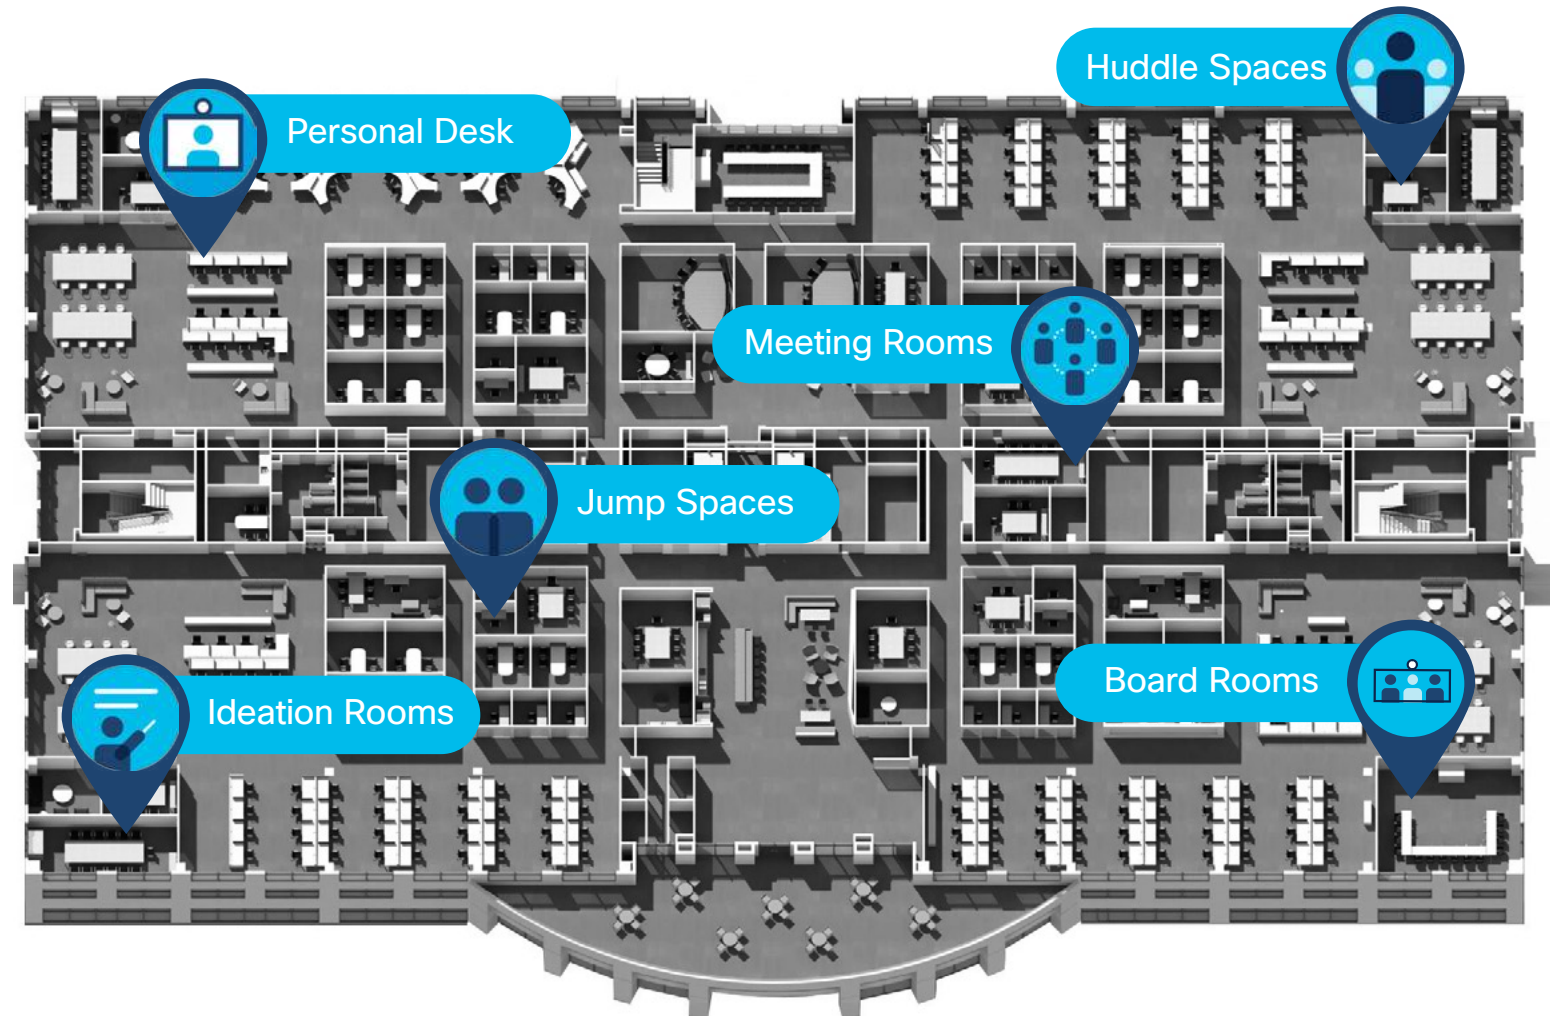 Huddle Spaces
Personal Desk
Meeting Rooms
Jump Spaces
Board Rooms
Ideation Rooms